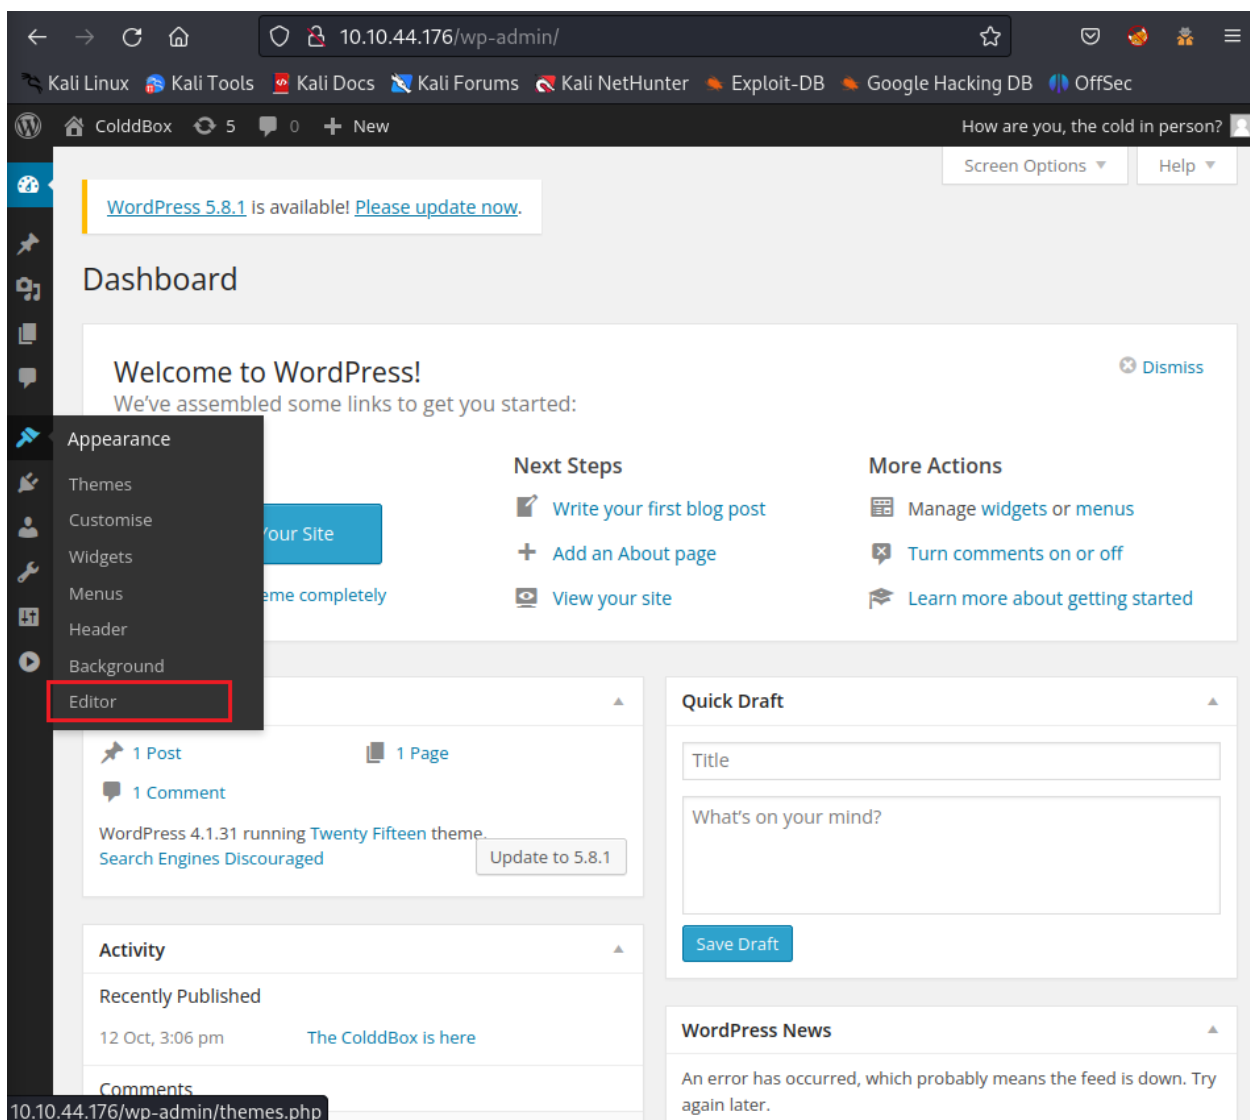 10.10.44.176/wp-admin/
Kali Linux Kali Tools Kali Docs Kali Forums Kali NetHunter Exploit-DB Google Hacking DB OffSec
ColddBox 5 0 New How are you, the cold in person?
Screen Options Help
WordPress 5.8.1 is available! Please update now.
Dashboard
Welcome to WordPress!
Dismiss
We've assembled some links to get you started:
Appearance
Themes
Customise
Widgets
Menus
Header
Background
Editor
Your Site
eme completely
Next Steps
Write your first blog post
Add an About page
View your site
More Actions
Manage widgets or menus
Turn comments on or off
Learn more about getting started
1 Post 1 Page
1 Comment
WordPress 4.1.31 running Twenty Fifteen theme.
Search Engines Discouraged
Update to 5.8.1
Activity
Recently Published
12 Oct, 3:06 pm The ColddBox is here
Comments
Quick Draft
Title
What's on your mind?
Save Draft
WordPress News
An error has occurred, which probably means the feed is down. Try
again later.
10.10.44.176/wp-admin/themes.php